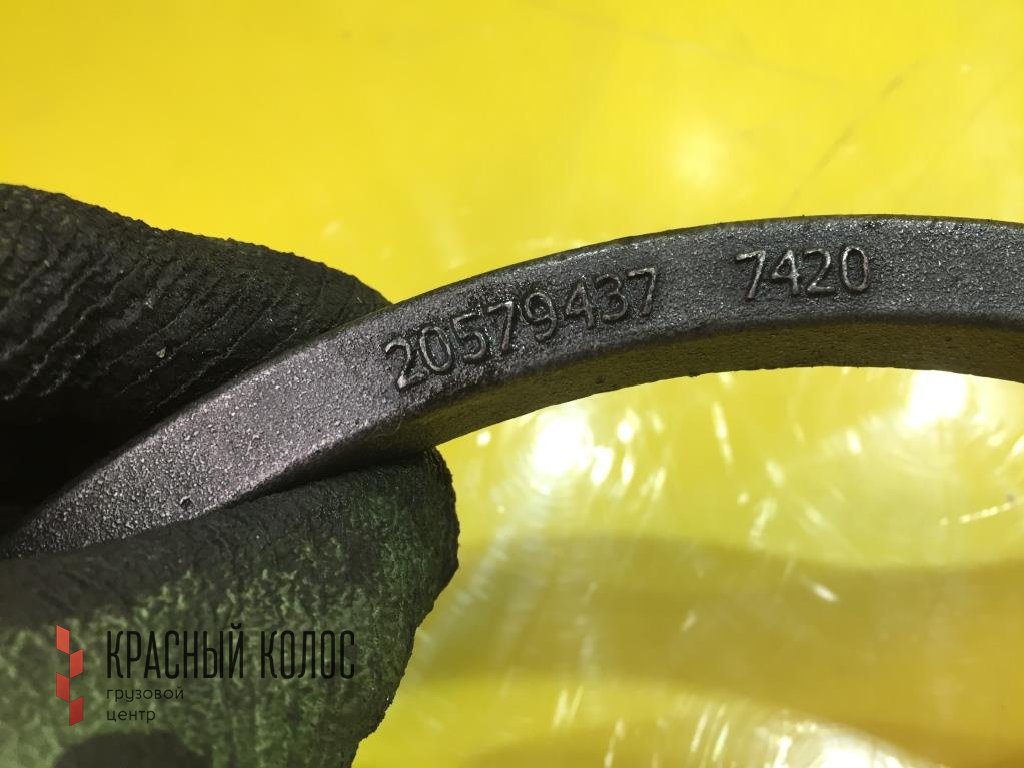 20579437 7420
КРАСНЫЙ КОЛОС
грузовой
центр